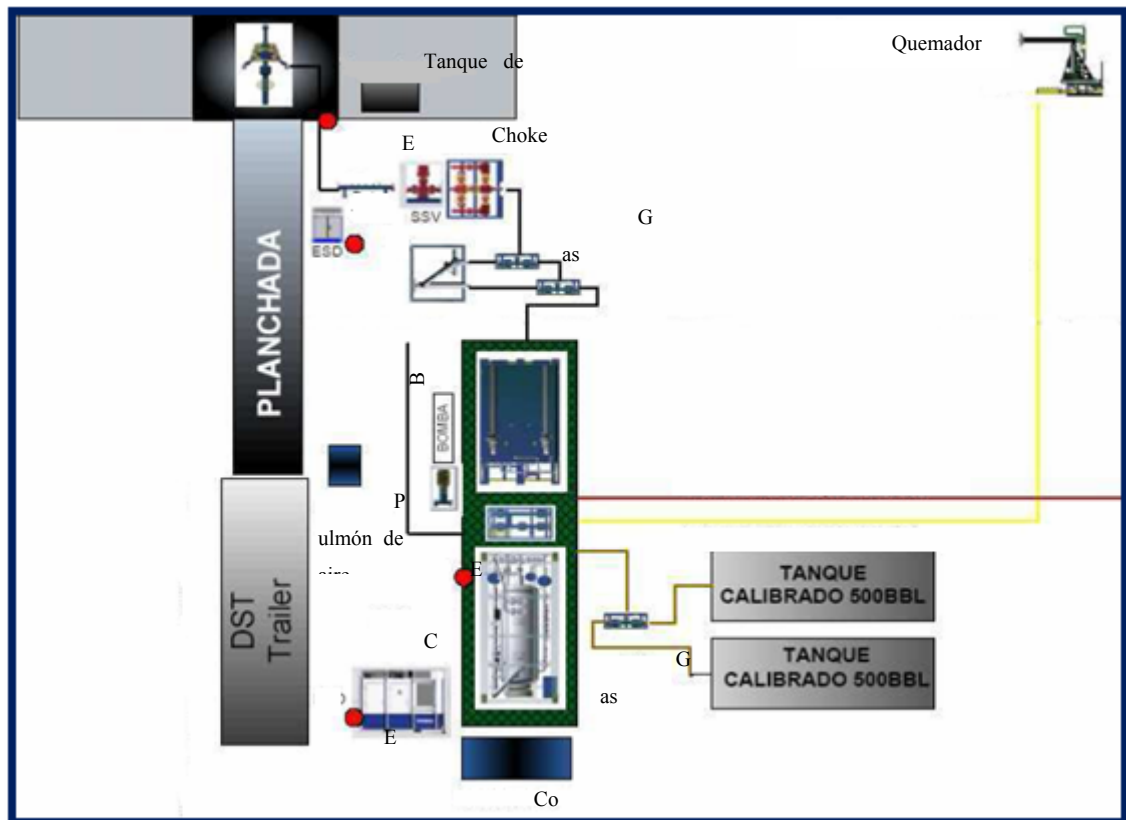 Tanque de
Quemador
Choke
E
SSV
G
ESD
as
PLANCHADA
B
BOMBA
P
ulmón de
E
TANQUE
CALIBRADO 500BBL
DST
Trailer
C
G
TANQUE
CALIBRADO 500BBL
as
E
Co